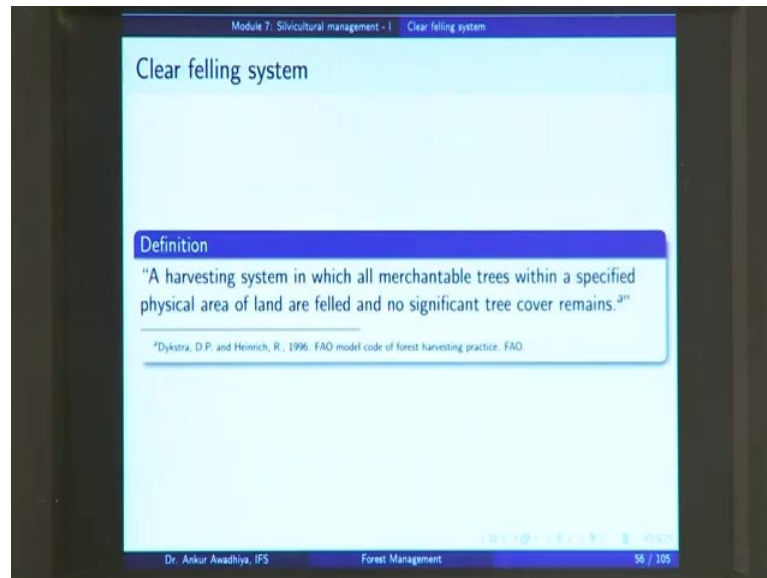 Module 7: Silvicultural management - I Clear felling system
Clear felling system
Definition
"A harvesting system in which all merchantable trees within a specified
physical area of land are felled and no significant tree cover remains.ᵃ"
ᵃDykstra, D.P. and Heinrich, R., 1996. FAO model code of forest harvesting practice. FAO.
Dr. Ankur Awadhiya, IFS Forest Management 56 / 105